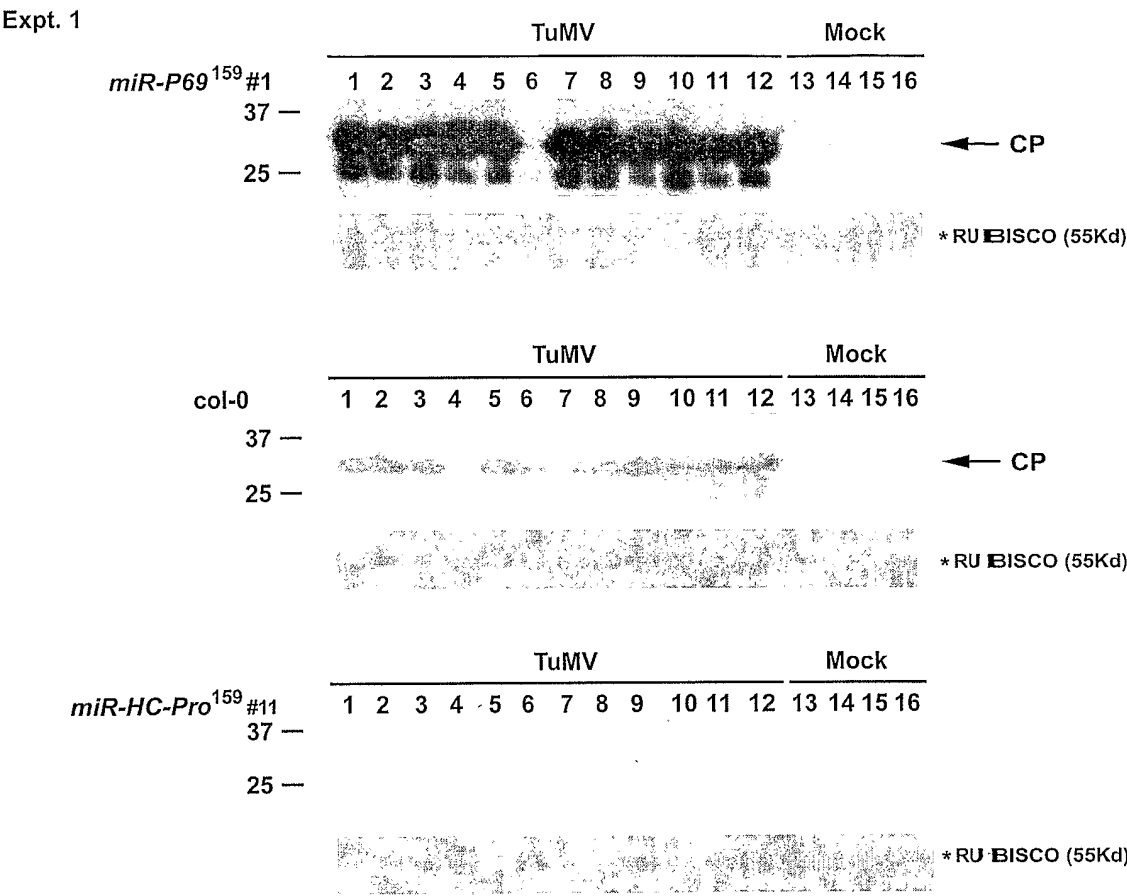 Expt. 1
TuMV Mock
miR-P69159 #1 1 2 3 4 5 6 7 8 9 10 11 12 13 14 15 16
37
CP
25
*RUBISCO (55Kd)
TuMV Mock
col-0 1 2 3 4 5 6 7 8 9 10 11 12 13 14 15 16
37
CP
25
*RUBISCO (55Kd)
TuMV Mock
miR-HC-Pro159 #11 1 2 3 4 5 6 7 8 9 10 11 12 13 14 15 16
37
25
*RUBISCO (55Kd)